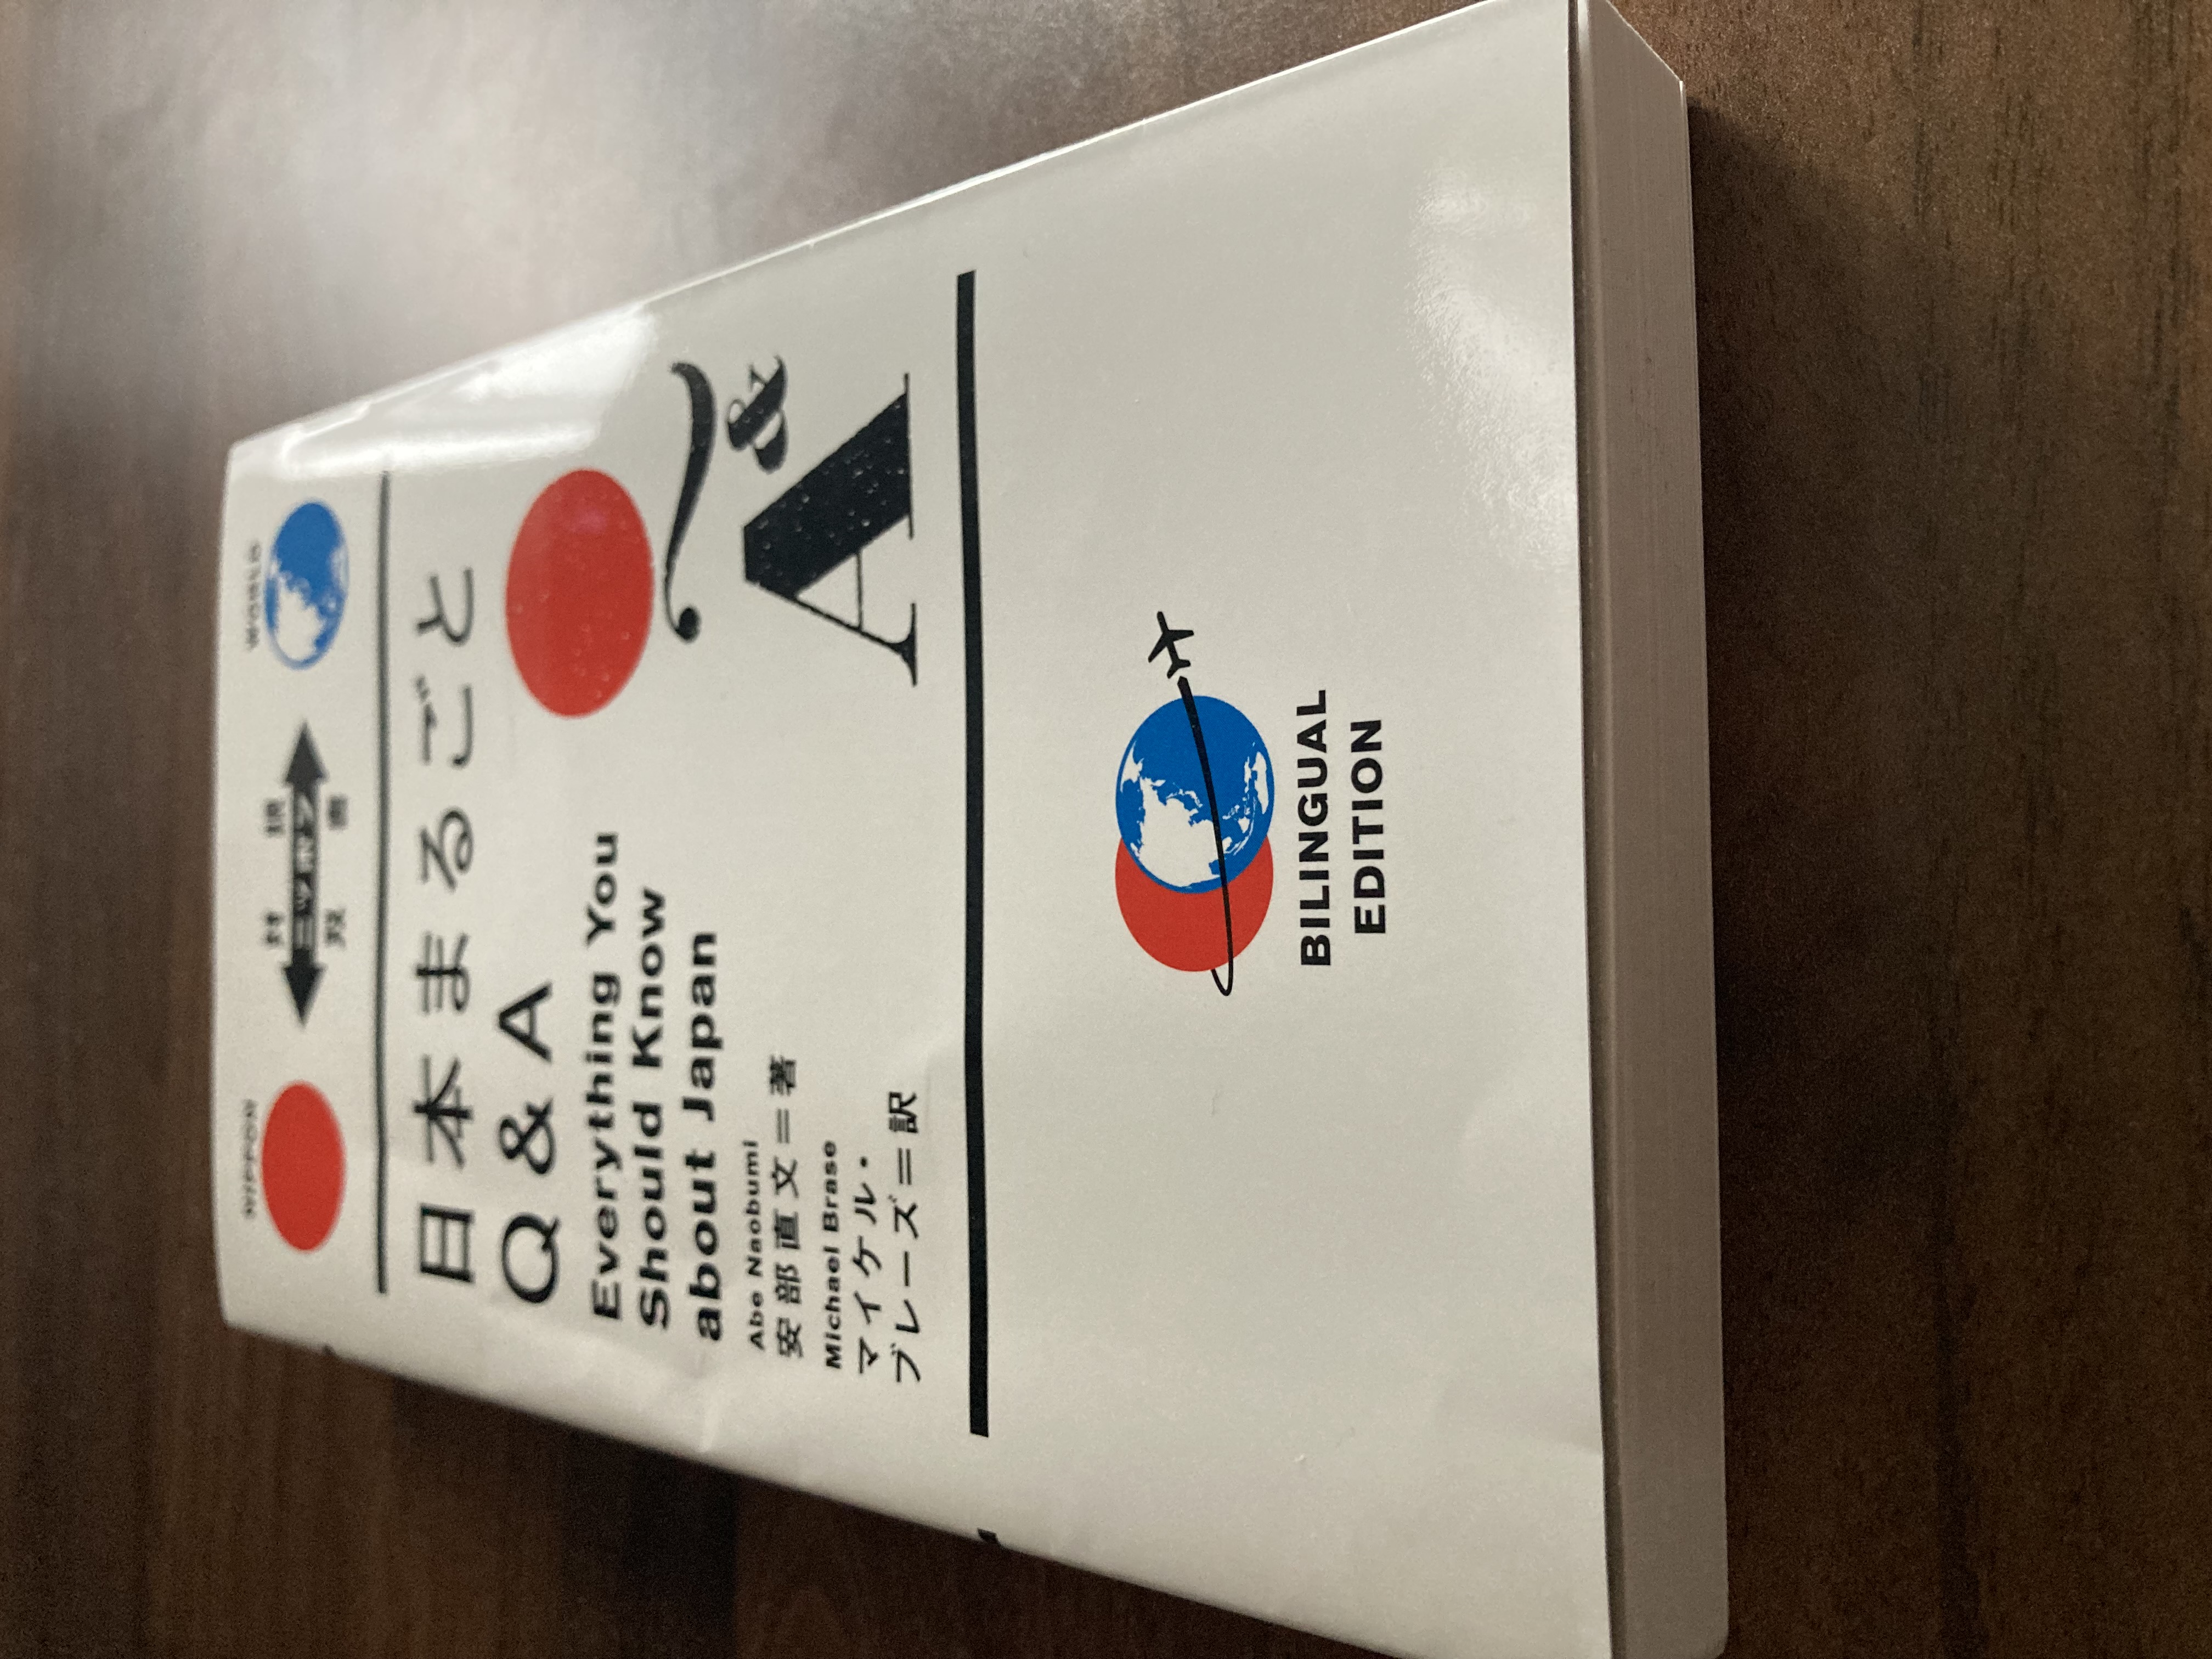 NIPPON
WORLD
対訳
ニッポン
双書
日本まるごと
Q&A
Everything You
Should Know
about Japan
Abe Naobumi
安部直文=著
Michael Brase
マイケル・
ブレーズ=訳
&
A
BILINGUAL
EDITION